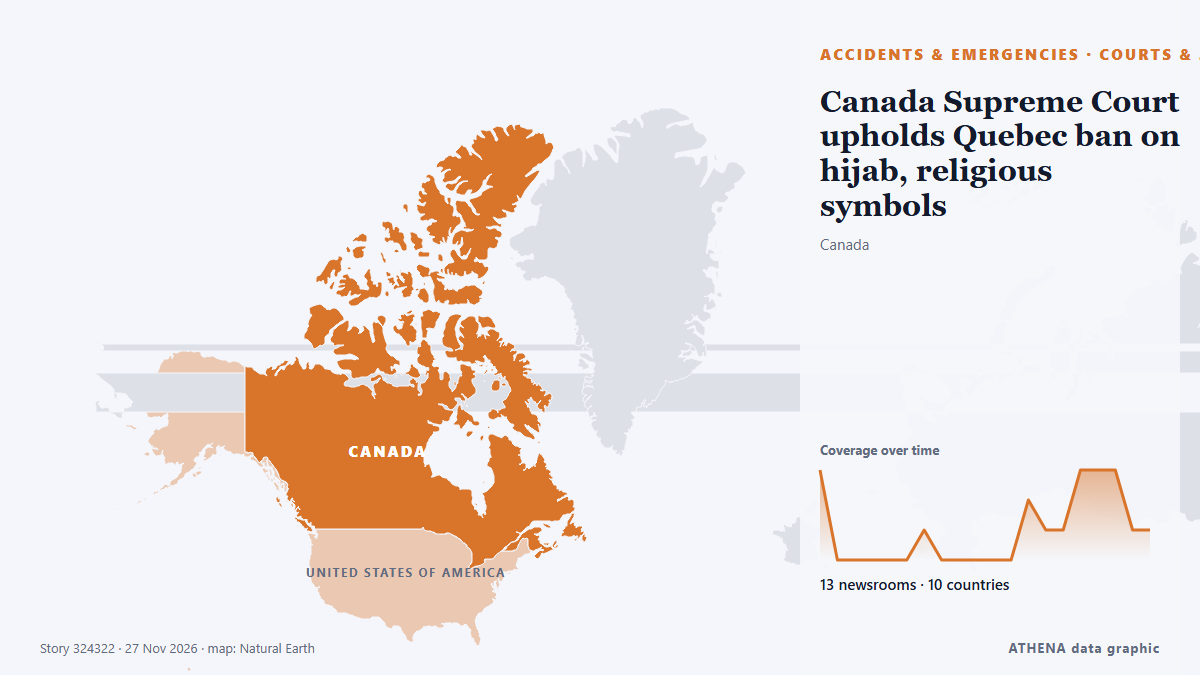 ACCIDENTS & EMERGENCIES · COURTS &
Canada Supreme Court
upholds Quebec ban on
hijab, religious
symbols
Canada
CANADA
UNITED STATES OF AMERICA
Coverage over time
13 newsrooms · 10 countries
Story 324322 · 27 Nov 2026 · map: Natural Earth
ATHENA data graphic